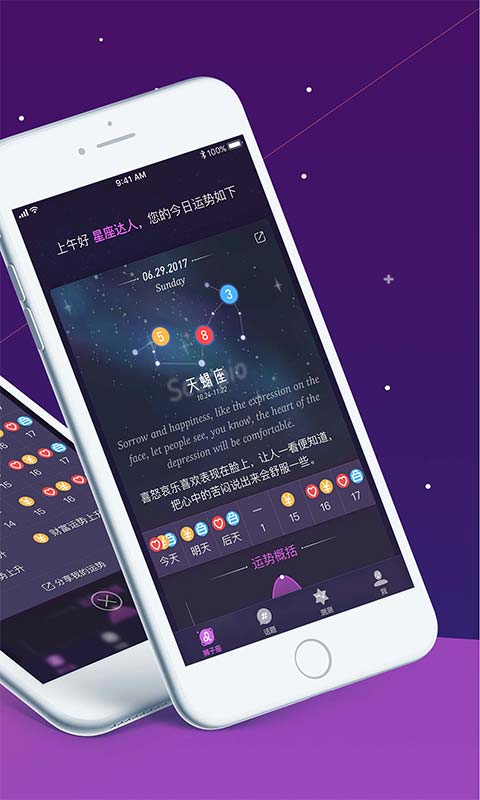 9:41 AM
100%
上午好 星座达人，您的今日运势如下
06.29.2017
Sunday
3
5
8
天蝎座
10.24-11.22
Sorrow and happiness, like the expression on the
face, let people see, you know, the heart of the
depression will be comfortable.
喜怒哀乐喜欢表现在脸上，让人一看便知道，
把心中的苦闷说出来会舒服一些。
今天 明天 后天 一 1 15 16 17
运势概括
狮子座 话题 测测 我
15 16 17
15 16 17
财富运势上升
分享我的运势